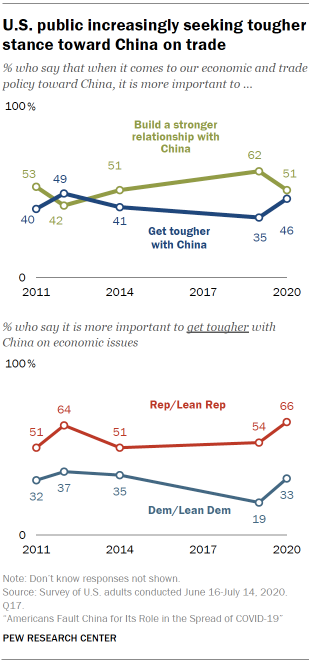 U.S. public increasingly seeking tougher
stance toward China on trade
% who say that when it comes to our economic and trade
policy toward China, it is more important to ...
100 %
Build a stronger
relationship with
China
53
42
51
62
51
40
49
41
35
46
Get tougher
with China
0
2011
2014
2017
2020
% who say it is more important to get tougher with
China on economic issues
100 %
Rep/Lean Rep
51
64
51
54
66
32
37
35
19
33
Dem/Lean Dem
0
2011
2014
2017
2020
Note: Don't know responses not shown.
Source: Survey of U.S. adults conducted June 16-July 14, 2020.
Q17.
"Americans Fault China for Its Role in the Spread of COVID-19"
PEW RESEARCH CENTER